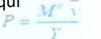 qui
P = M° v / Y